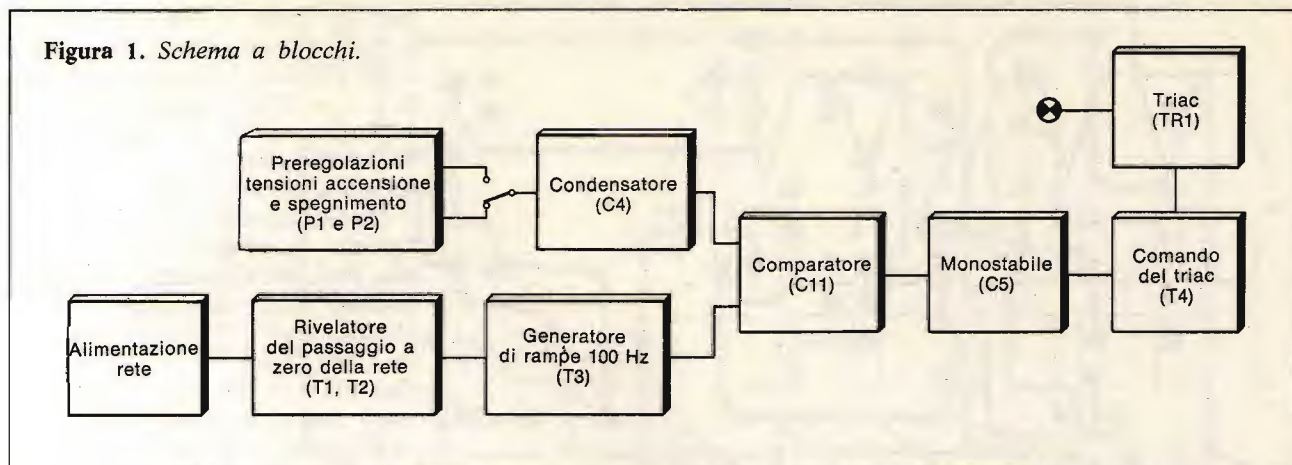 Figura 1. Schema a blocchi.
Triac
(TR1)
Preregolazioni
tensioni accensione
e spegnimento
(P1 e P2)
Condensatore
(C4)
Comparatore
(C11)
Monostabile
(C5)
Comando
del triac
(T4)
Alimentazione
rete
Rivelatore
del passaggio a
zero della rete
(T1, T2)
Generatore
di rampe 100 Hz
(T3)